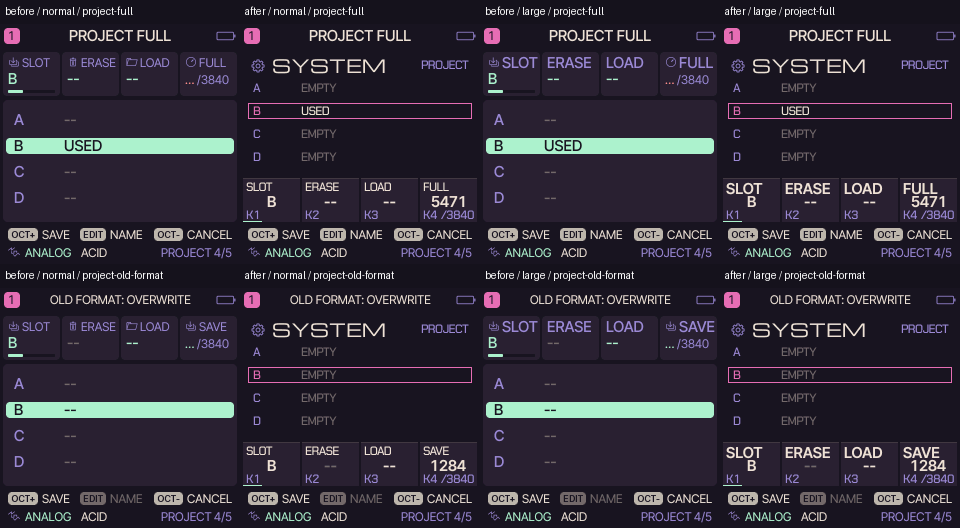 before / normal / project-full
1 PROJECT FULL
SLOT ERASE LOAD FULL
B -- -- ... /3840
A --
B USED
C --
D --
OCT+ SAVE EDIT NAME OCT- CANCEL
ANALOG ACID PROJECT 4/5
after / normal / project-full
1 PROJECT FULL
SYSTEM PROJECT
A EMPTY
B USED
C EMPTY
D EMPTY
SLOT ERASE LOAD FULL
B -- -- 5471
K1 K2 K3 K4 /3840
OCT+ SAVE EDIT NAME OCT- CANCEL
ANALOG ACID PROJECT 4/5
before / large / project-full
1 PROJECT FULL
SLOT ERASE LOAD FULL
B -- -- ... /3840
A --
B USED
C --
D --
OCT+ SAVE EDIT NAME OCT- CANCEL
ANALOG ACID PROJECT 4/5
after / large / project-full
1 PROJECT FULL
SYSTEM PROJECT
A EMPTY
B USED
C EMPTY
D EMPTY
SLOT ERASE LOAD FULL
B -- -- 5471
K1 K2 K3 K4 /3840
OCT+ SAVE EDIT NAME OCT- CANCEL
ANALOG ACID PROJECT 4/5
before / normal / project-old-format
1 OLD FORMAT: OVERWRITE
SLOT ERASE LOAD SAVE
B -- -- ... /3840
A --
B --
C --
D --
OCT+ SAVE EDIT NAME OCT- CANCEL
ANALOG ACID PROJECT 4/5
after / normal / project-old-format
1 OLD FORMAT: OVERWRITE
SYSTEM PROJECT
A EMPTY
B EMPTY
C EMPTY
D EMPTY
SLOT ERASE LOAD SAVE
B -- -- 1284
K1 K2 K3 K4 /3840
OCT+ SAVE EDIT NAME OCT- CANCEL
ANALOG ACID PROJECT 4/5
before / large / project-old-format
1 OLD FORMAT: OVERWRITE
SLOT ERASE LOAD SAVE
B -- -- ... /3840
A --
B --
C --
D --
OCT+ SAVE EDIT NAME OCT- CANCEL
ANALOG ACID PROJECT 4/5
after / large / project-old-format
1 OLD FORMAT: OVERWRITE
SYSTEM PROJECT
A EMPTY
B EMPTY
C EMPTY
D EMPTY
SLOT ERASE LOAD SAVE
B -- -- 1284
K1 K2 K3 K4 /3840
OCT+ SAVE EDIT NAME OCT- CANCEL
ANALOG ACID PROJECT 4/5